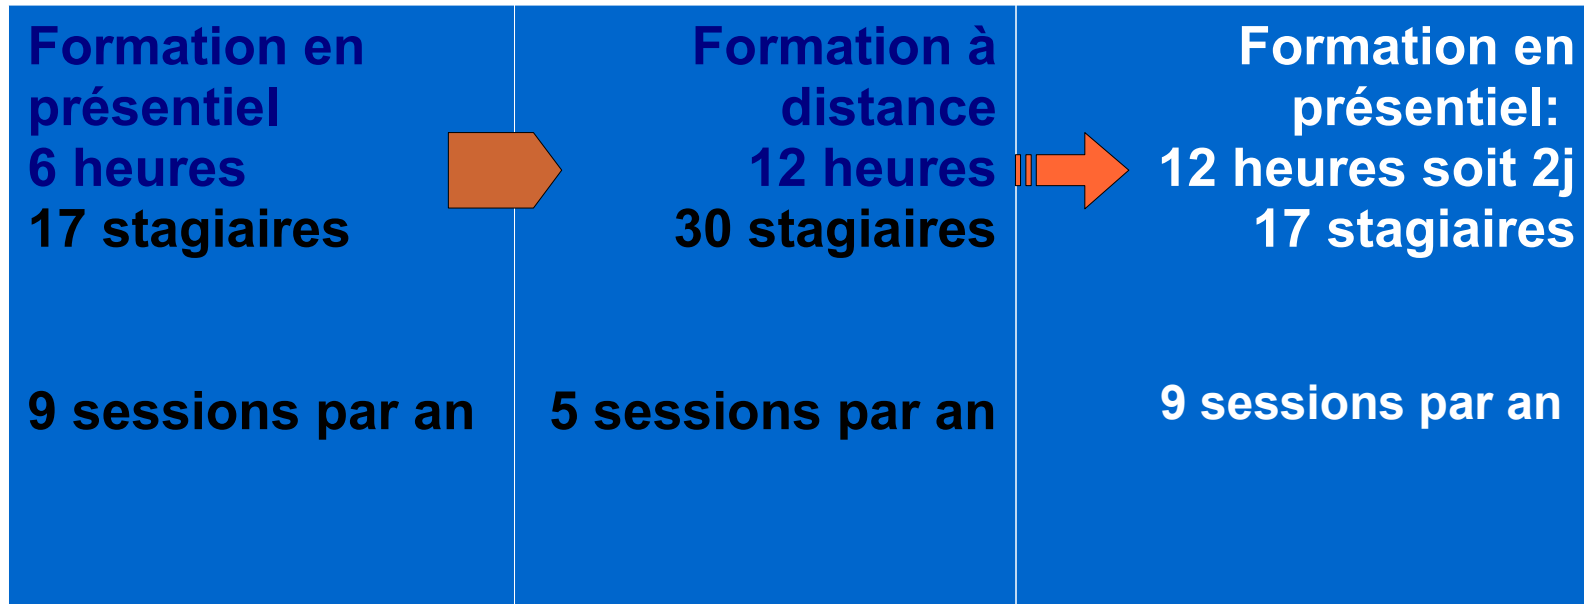 Formation en
présentiel
6 heures
17 stagiaires
9 sessions par an
Formation à
distance
12 heures
30 stagiaires
5 sessions par an
Formation en
présentiel:
12 heures soit 2j
17 stagiaires
9 sessions par an